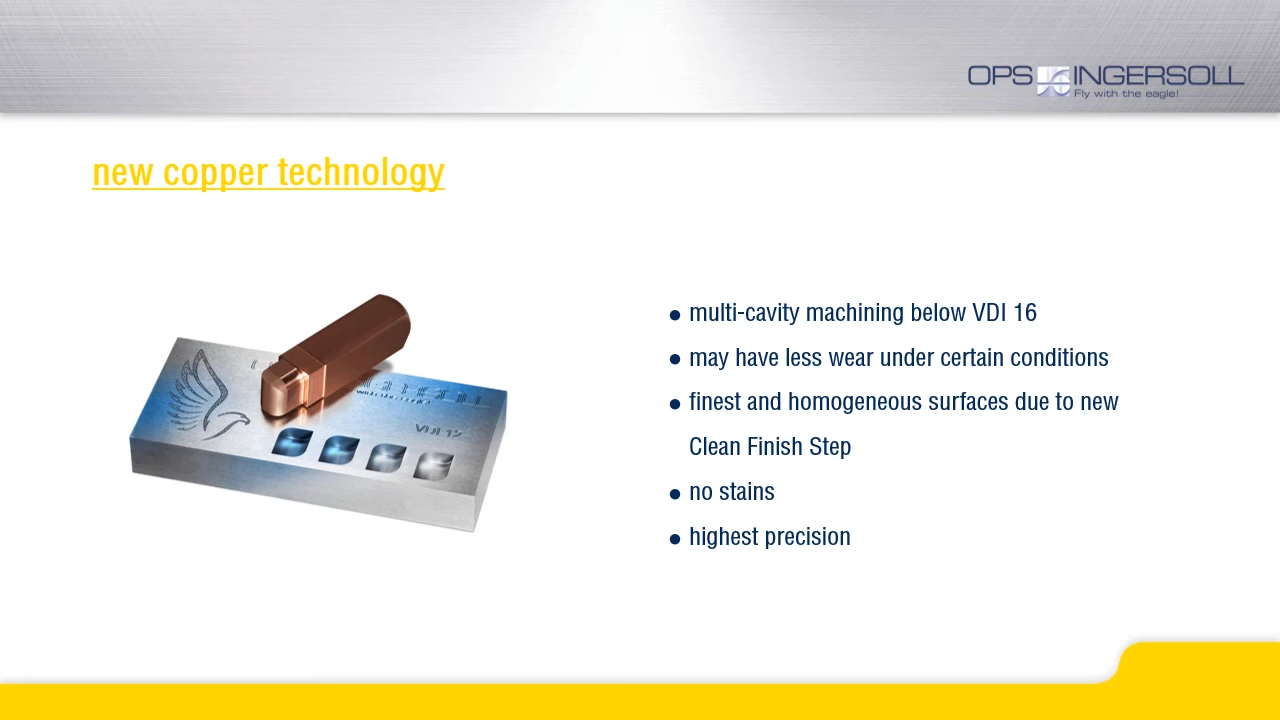 OPS INGERSOLL
Fly with the eagle!
new copper technology
VDI 12
• multi-cavity machining below VDI 16
• may have less wear under certain conditions
• finest and homogeneous surfaces due to new
Clean Finish Step
• no stains
• highest precision